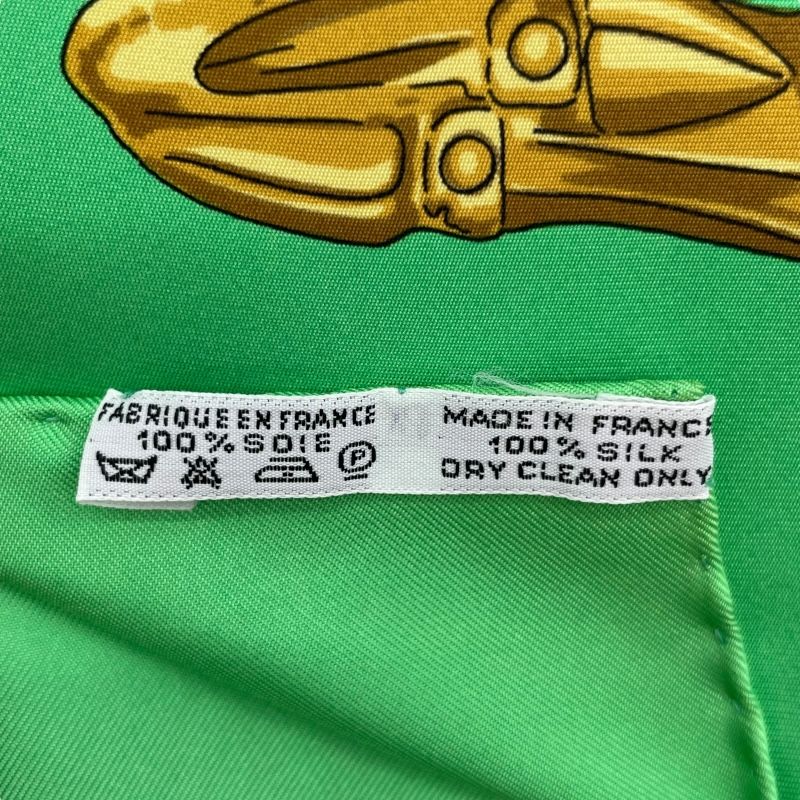 FABRIQUE EN FRANCE
100% SOIE
P
MADE IN FRANCE
100% SILK
DRY CLEAN ONLY